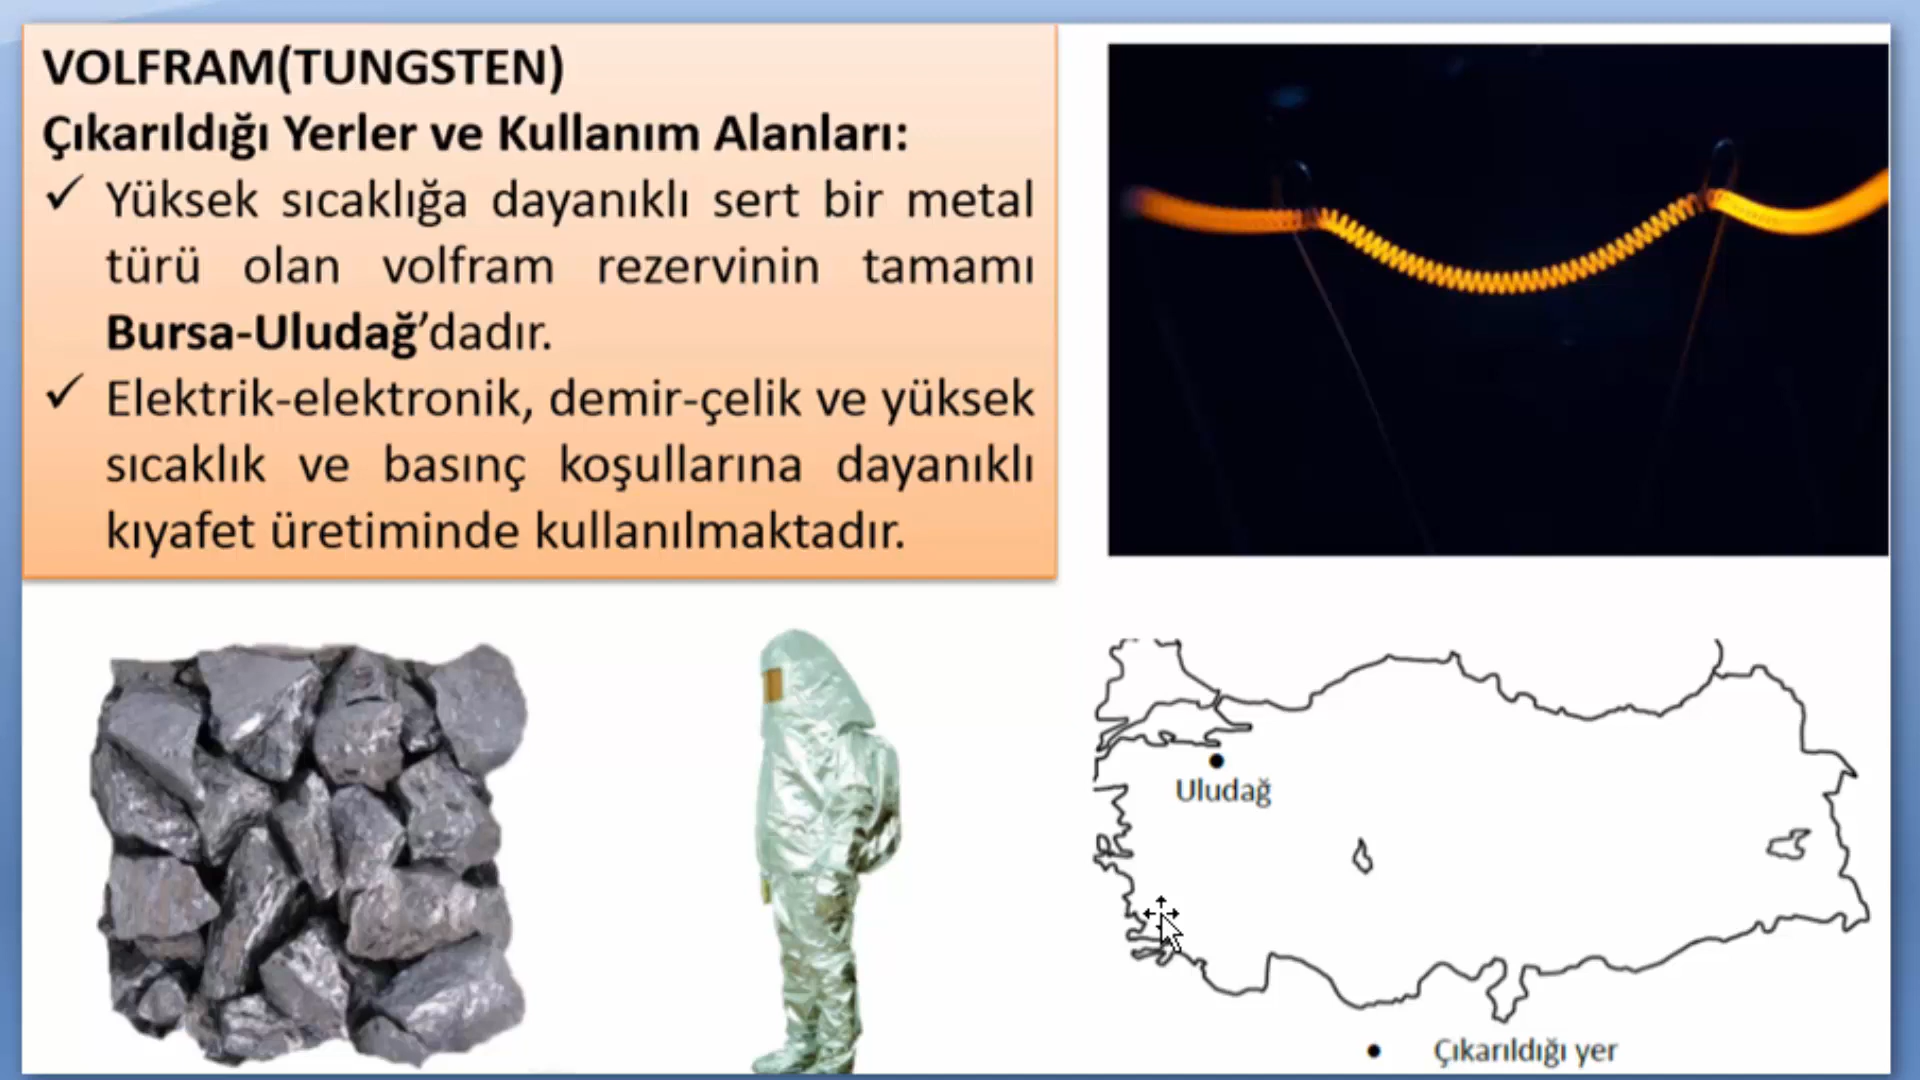 VOLFRAM(TUNGSTEN)
Çıkarıldığı Yerler ve Kullanım Alanları:
✓ Yüksek sıcaklığa dayanıklı sert bir metal
türü olan volfram rezervinin tamamı
Bursa-Uludağ’dadır.
✓ Elektrik-elektronik, demir-çelik ve yüksek
sıcaklık ve basınç koşullarına dayanıklı
kıyafet üretiminde kullanılmaktadır.
Uludağ
Çıkarıldığı yer